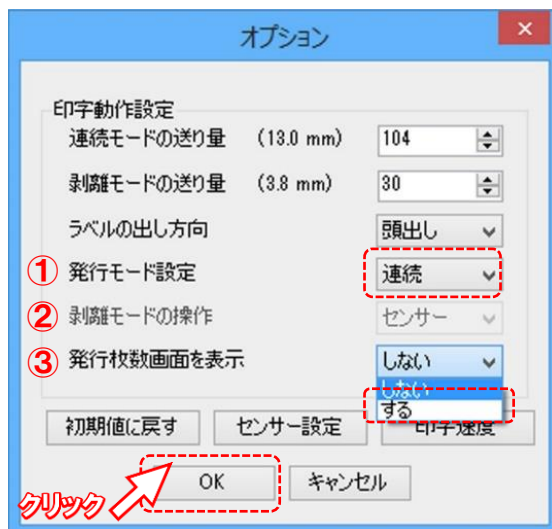 オプション
×
印字動作設定
連続モードの送り量 (13.0 mm) 104
剥離モードの送り量 (3.8 mm) 30
ラベルの出し方向 頭出し
① 発行モード設定 連続
② 剥離モードの操作 センサー
③ 発行枚数画面を表示 しない
しない
する
初期値に戻す センサー設定 印字速度
クリック OK キャンセル